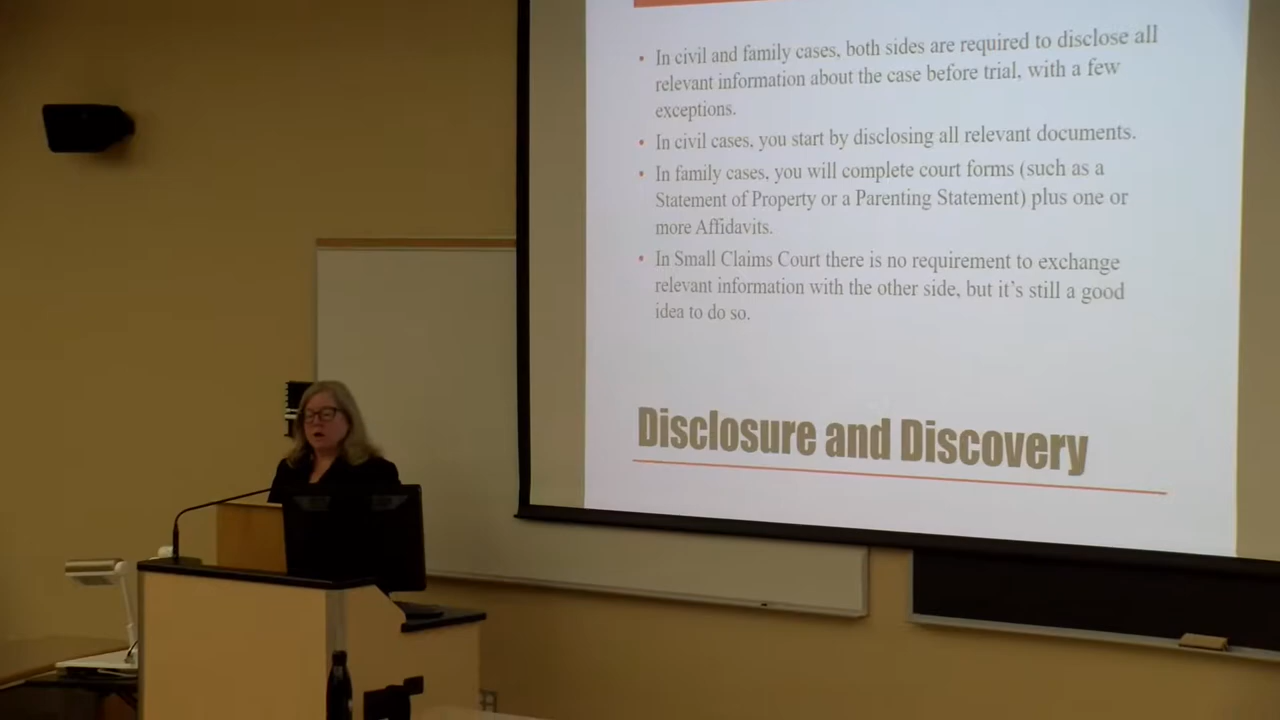 • In civil and family cases, both sides are required to disclose all
relevant information about the case before trial, with a few
exceptions.
• In civil cases, you start by disclosing all relevant documents.
• In family cases, you will complete court forms (such as a
Statement of Property or a Parenting Statement) plus one or
more Affidavits.
• In Small Claims Court there is no requirement to exchange
relevant information with the other side, but it's still a good
idea to do so.
Disclosure and Discovery